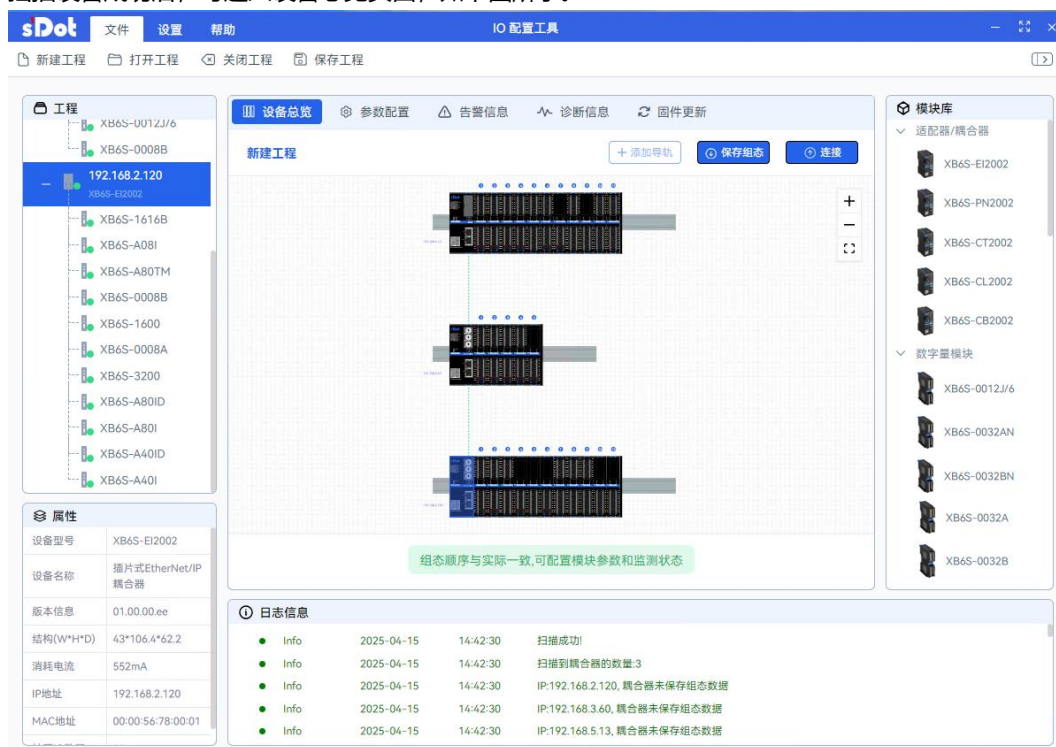 sDot 文件 设置 帮助 IO 配置工具
新建工程 打开工程 关闭工程 保存工程
工程
XB6S-0012J/6
XB6S-0008B
192.168.2.120
XB6S-EI2002
XB6S-1616B
XB6S-A08I
XB6S-A80TM
XB6S-0008B
XB6S-1600
XB6S-0008A
XB6S-3200
XB6S-A80ID
XB6S-A80I
XB6S-A40ID
XB6S-A40I
属性
设备型号 XB6S-EI2002
设备名称 插片式EtherNet/IP
耦合器
版本信息 01.00.00.ee
结构(W*H*D) 43*106.4*62.2
消耗电流 552mA
IP地址 192.168.2.120
MAC地址 00:00:56:78:00:01
设备总览 参数配置 告警信息 诊断信息 固件更新
新建工程 + 添加导轨 保存组态 连接
组态顺序与实际一致,可配置模块参数和监测状态
日志信息
Info 2025-04-15 14:42:30 扫描成功!
Info 2025-04-15 14:42:30 扫描到耦合器的数量:3
Info 2025-04-15 14:42:30 IP:192.168.2.120, 耦合器未保存组态数据
Info 2025-04-15 14:42:30 IP:192.168.3.60, 耦合器未保存组态数据
Info 2025-04-15 14:42:30 IP:192.168.5.13, 耦合器未保存组态数据
模块库
适配器/耦合器
XB6S-EI2002
XB6S-PN2002
XB6S-CT2002
XB6S-CL2002
XB6S-CB2002
数字量模块
XB6S-0012J/6
XB6S-0032AN
XB6S-0032BN
XB6S-0032A
XB6S-0032B